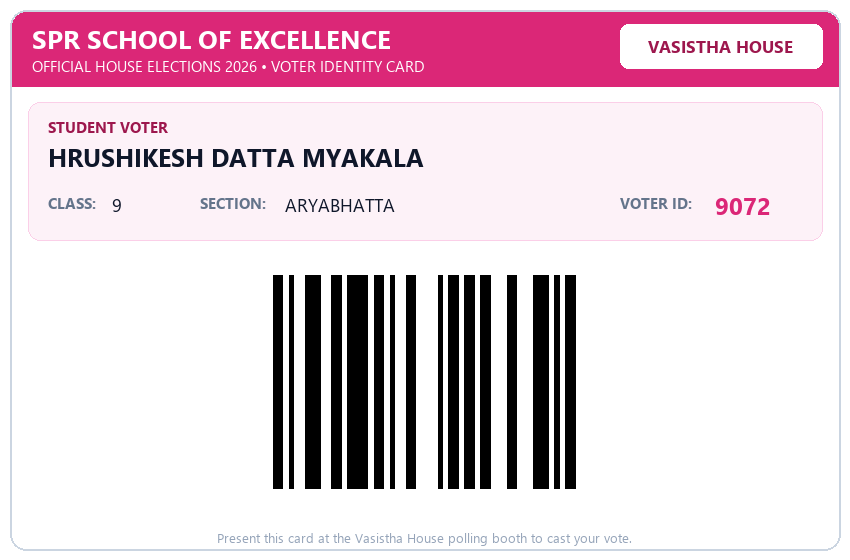 SPR SCHOOL OF EXCELLENCE
OFFICIAL HOUSE ELECTIONS 2026 • VOTER IDENTITY CARD
VASISTHA HOUSE
STUDENT VOTER
HRUSHIKESH DATTA MYAKALA
CLASS: 9 SECTION: ARYABHATTA VOTER ID: 9072
Present this card at the Vasistha House polling booth to cast your vote.